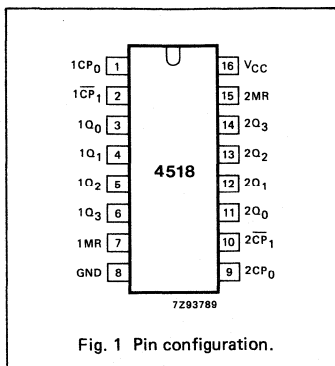 1CP0 1 16 VCC
1CP1 2 15 2MR
1Q0 3 14 2Q3
1Q1 4 13 2Q2
4518
1Q2 5 12 2Q1
1Q3 6 11 2Q0
1MR 7 10 2CP1
GND 8 9 2CP0
7Z93789
Fig. 1 Pin configuration.